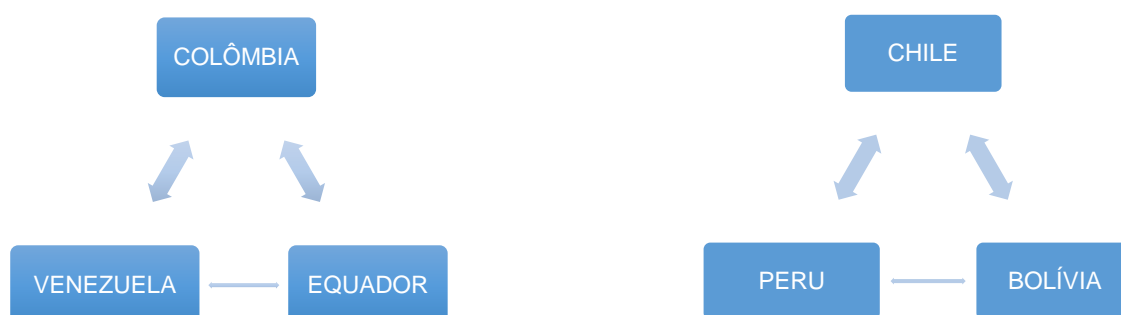 COLÔMBIA
VENEZUELA
EQUADOR
CHILE
PERU
BOLÍVIA